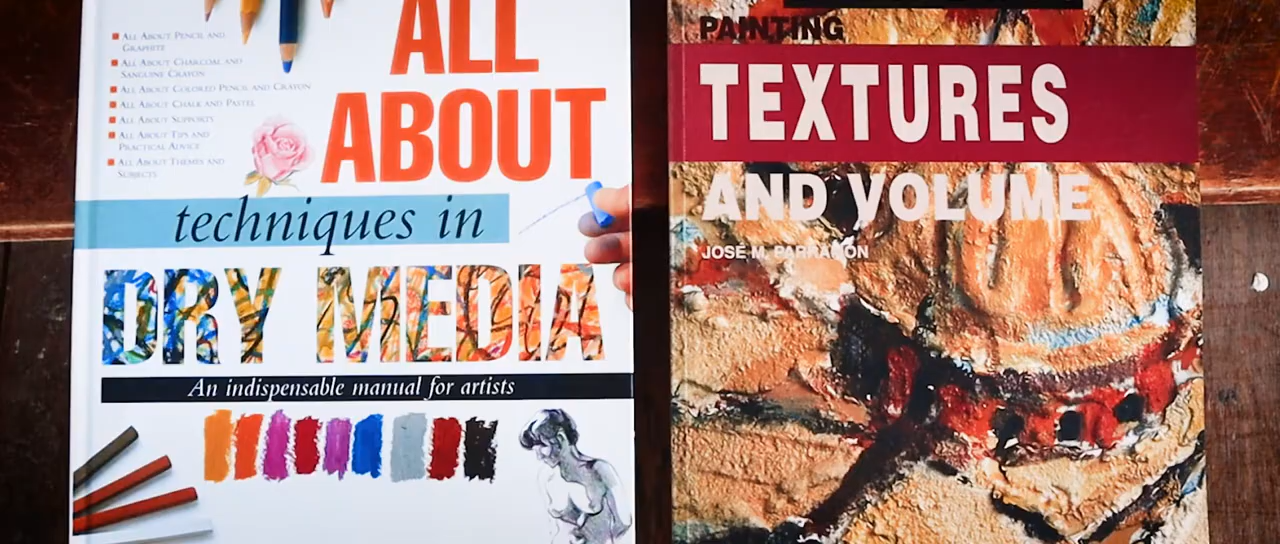 ALL ABOUT PENCIL AND
GRAPHITE
ALL ABOUT CHARCOAL AND
SANGUINE CRAYON
ALL ABOUT COLORED PENCIL AND CRAYON
ALL ABOUT CHALK AND PASTEL
ALL ABOUT SUPPORTS
ALL ABOUT TIPS AND
PRACTICAL ADVICE
ALL ABOUT THEMES AND
SUBJECTS
ALL
ABOUT
techniques in
DRY MEDIA
An indispensable manual for artists
PAINTING
TEXTURES
AND VOLUME
JOSÉ M. PARRAMÓN